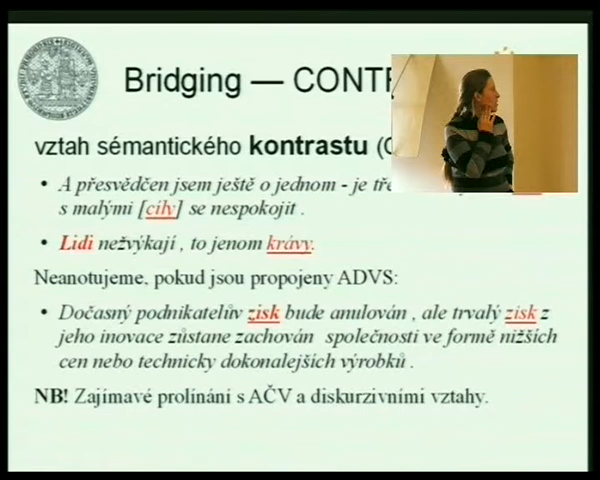 Bridging — CONT
vztah sémantického kontrastu (
• A přesvědčen jsem ještě o jednom - je
s malými [cíly] se nespokojit .
• Lidi nežvýkají , to jenom krávy.
Neanotujeme, pokud jsou propojeny ADVS:
• Dočasný podnikatelův zisk bude anulován , ale trvalý zisk z
jeho inovace zůstane zachován společnosti ve formě nižších
cen nebo technicky dokonalejších výrobků .
NB! Zajímavé prolínání s AČV a diskurzivními vztahy.